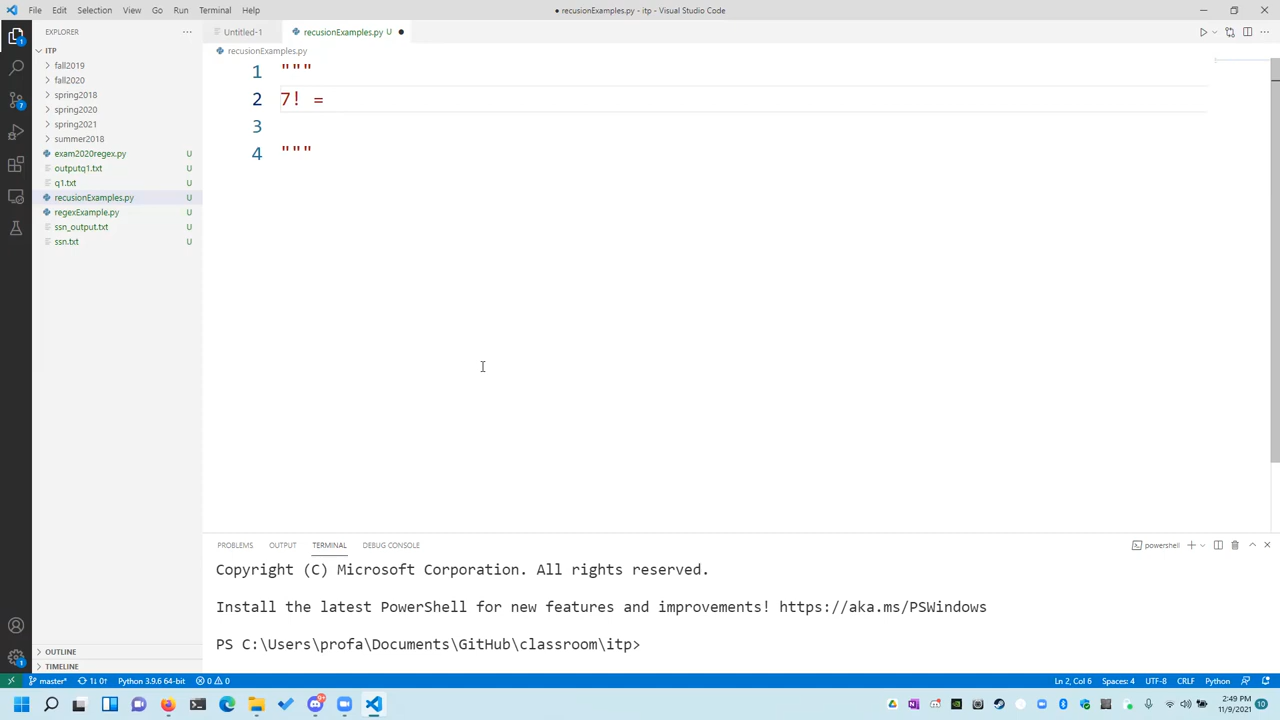 File Edit Selection View Go Run Terminal Help
● recusionExamples.py - itp - Visual Studio Code
EXPLORER
ITP
fall2019
fall2020
spring2018
spring2020
spring2021
summer2018
exam2020regex.py U
outputq1.txt U
q1.txt U
recusionExamples.py U
regexExample.py U
ssn_output.txt U
ssn.txt U
OUTLINE
TIMELINE
Untitled-1
recusionExamples.py U ●
recusionExamples.py
1 """
2 7! =
3
4 """
PROBLEMS OUTPUT TERMINAL DEBUG CONSOLE
powershell
Copyright (C) Microsoft Corporation. All rights reserved.
Install the latest PowerShell for new features and improvements! https://aka.ms/PSWindows
PS C:\Users\profa\Documents\GitHub\classroom\itp>
master* 1↓ 0↑ Python 3.9.6 64-bit 0 0
Ln 2, Col 6 Spaces: 4 UTF-8 CRLF Python
2:49 PM
11/9/2021